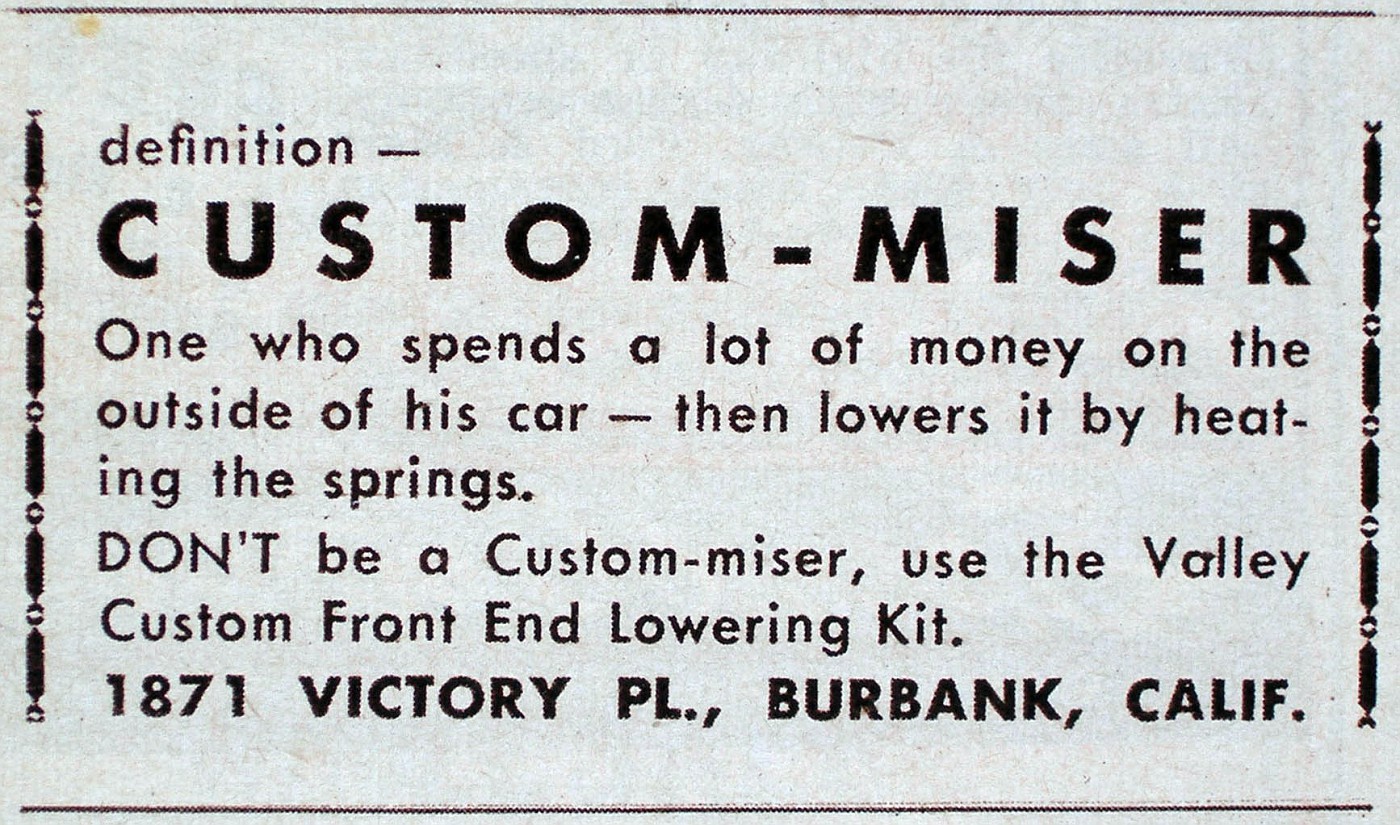 definition —
CUSTOM-MISER
One who spends a lot of money on the
outside of his car — then lowers it by heat-
ing the springs.
DON'T be a Custom-miser, use the Valley
Custom Front End Lowering Kit.
1871 VICTORY PL., BURBANK, CALIF.